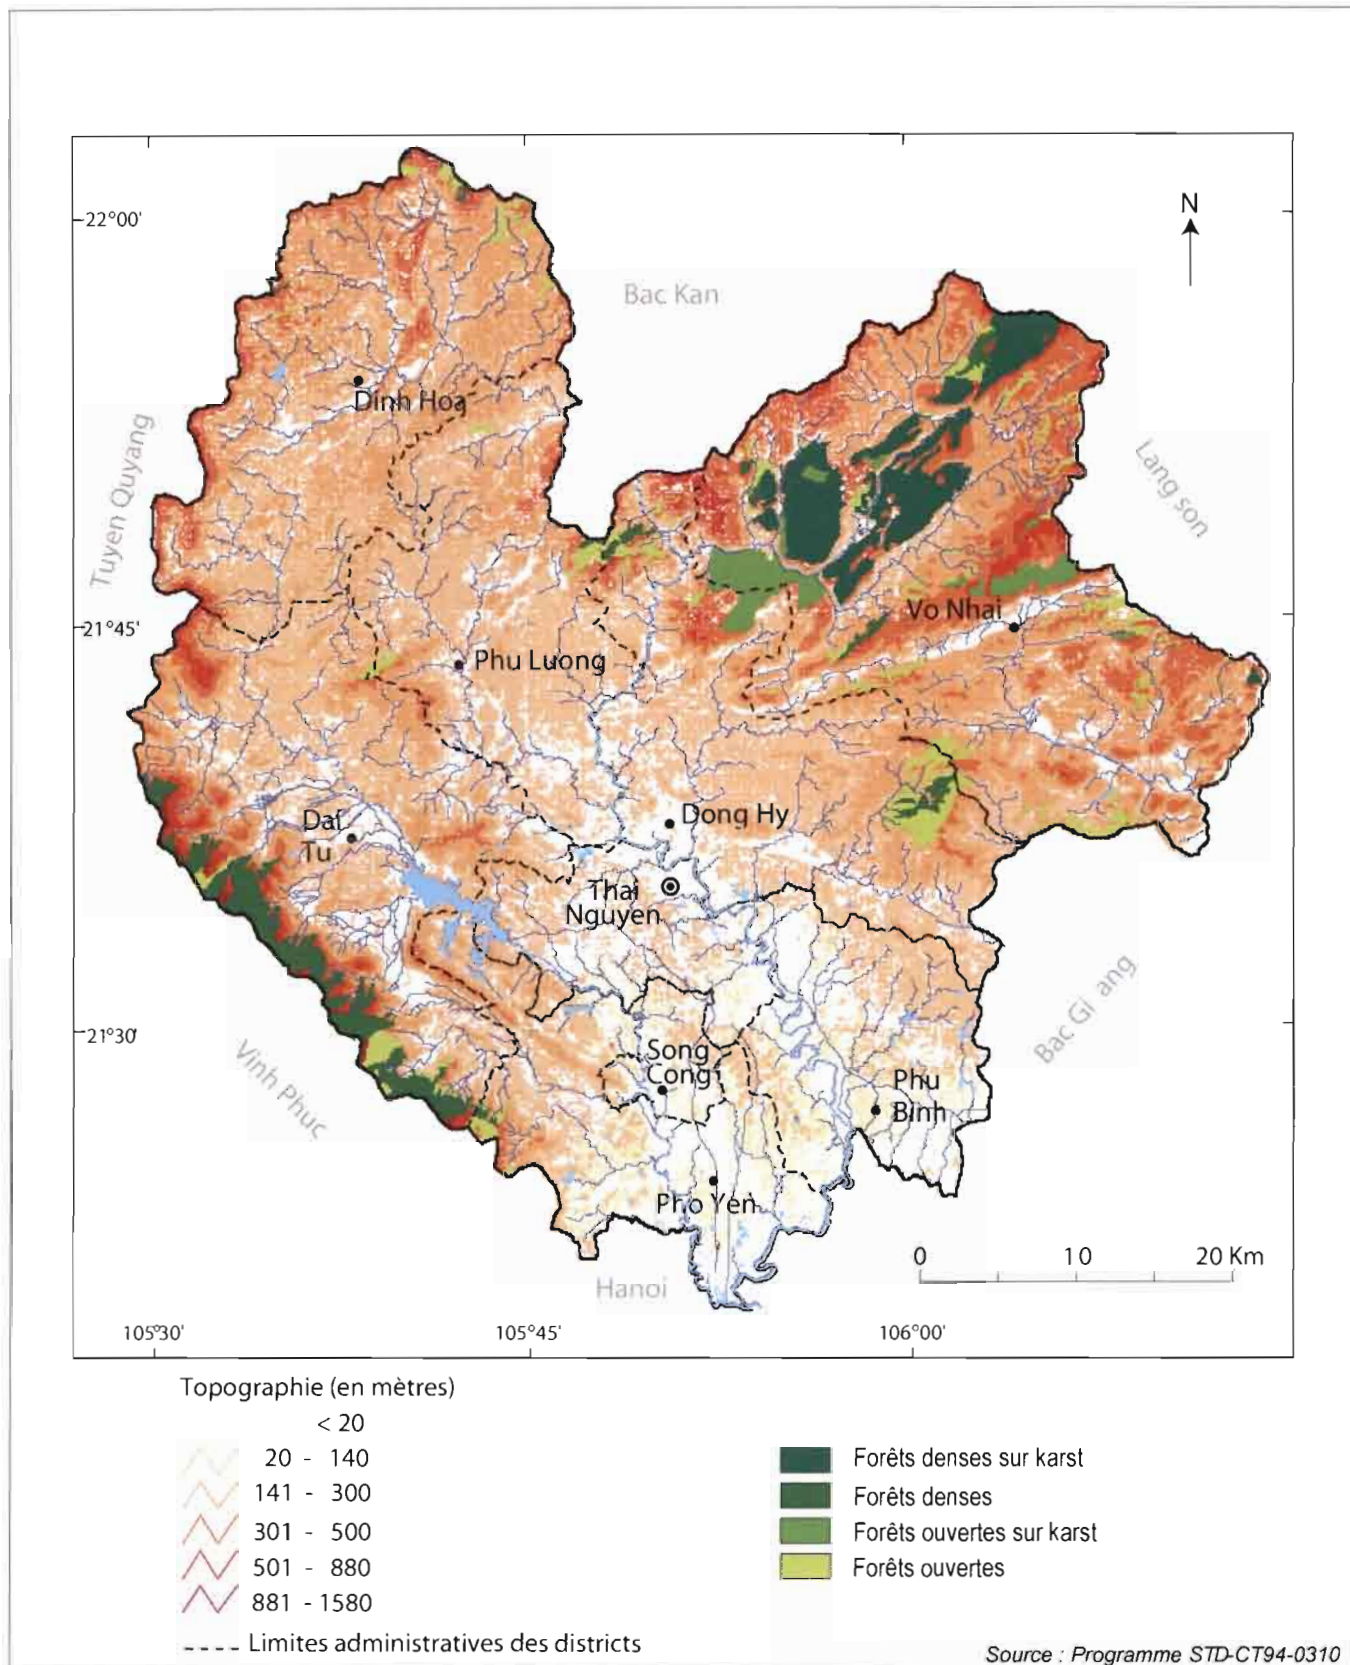 N
22°00'
Bac Kan
Dinh Hoa
Tuyen Quyang
Lang son
Vo Nhai
21°45'
Phu Luong
Dong Hy
Dai
Tu
Thai
Nguyen
Bac Gi ang
21°30'
Vinh Phuc
Song
Cong
Phu
Binh
Pho Yen
0 10 20 Km
Hanoi
105°30' 105°45' 106°00'
Topographie (en mètres)
< 20
20 - 140
141 - 300
301 - 500
501 - 880
881 - 1580
Limites administratives des districts
Forêts denses sur karst
Forêts denses
Forêts ouvertes sur karst
Forêts ouvertes
Source : Programme STD-CT94-0310